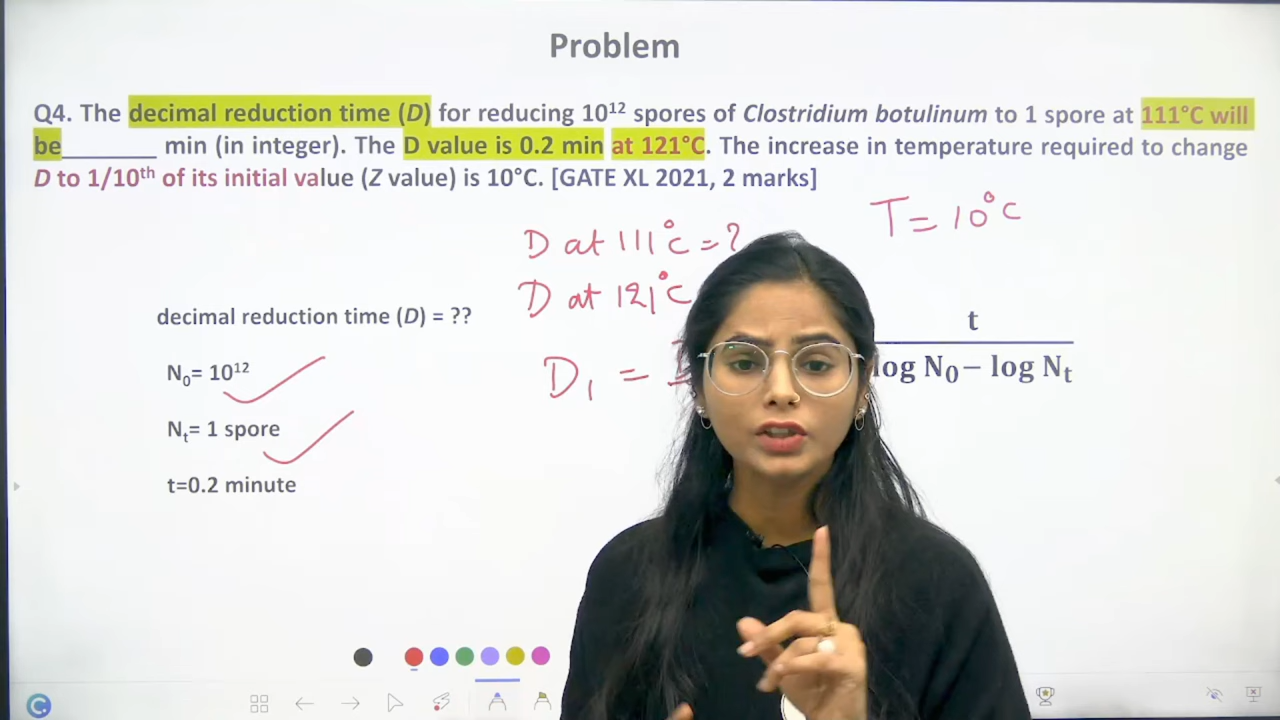 Problem
Q4. The decimal reduction time (D) for reducing 10¹² spores of Clostridium botulinum to 1 spore at 111°C will
be_______ min (in integer). The D value is 0.2 min at 121°C. The increase in temperature required to change
D to 1/10ᵗʰ of its initial value (Z value) is 10°C. [GATE XL 2021, 2 marks]
T = 10°C
D at 111°C = ?
D at 121°C
decimal reduction time (D) = ??
t
N₀= 10¹²
D₁ =
log N₀ – log Nₜ
Nₜ= 1 spore
t=0.2 minute